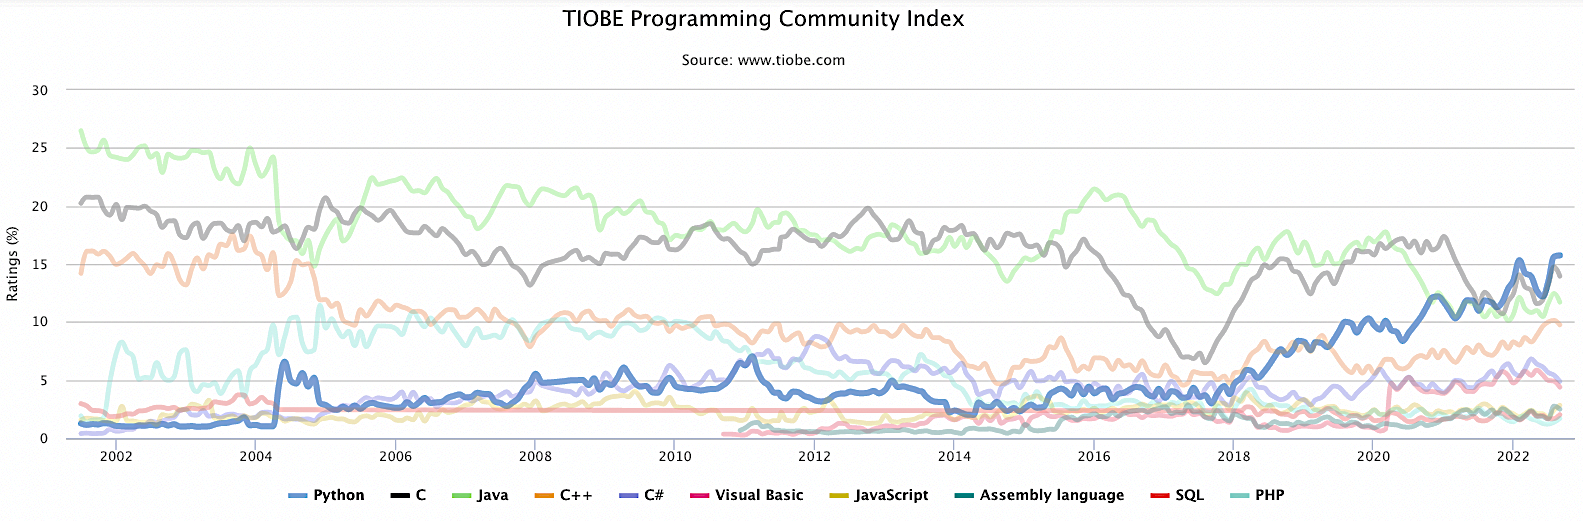 TIOBE Programming Community Index
Source: www.tiobe.com
Ratings (%)
30
25
20
15
10
5
0
2002 2004 2006 2008 2010 2012 2014 2016 2018 2020 2022
Python C Java C++ C# Visual Basic JavaScript Assembly language SQL PHP